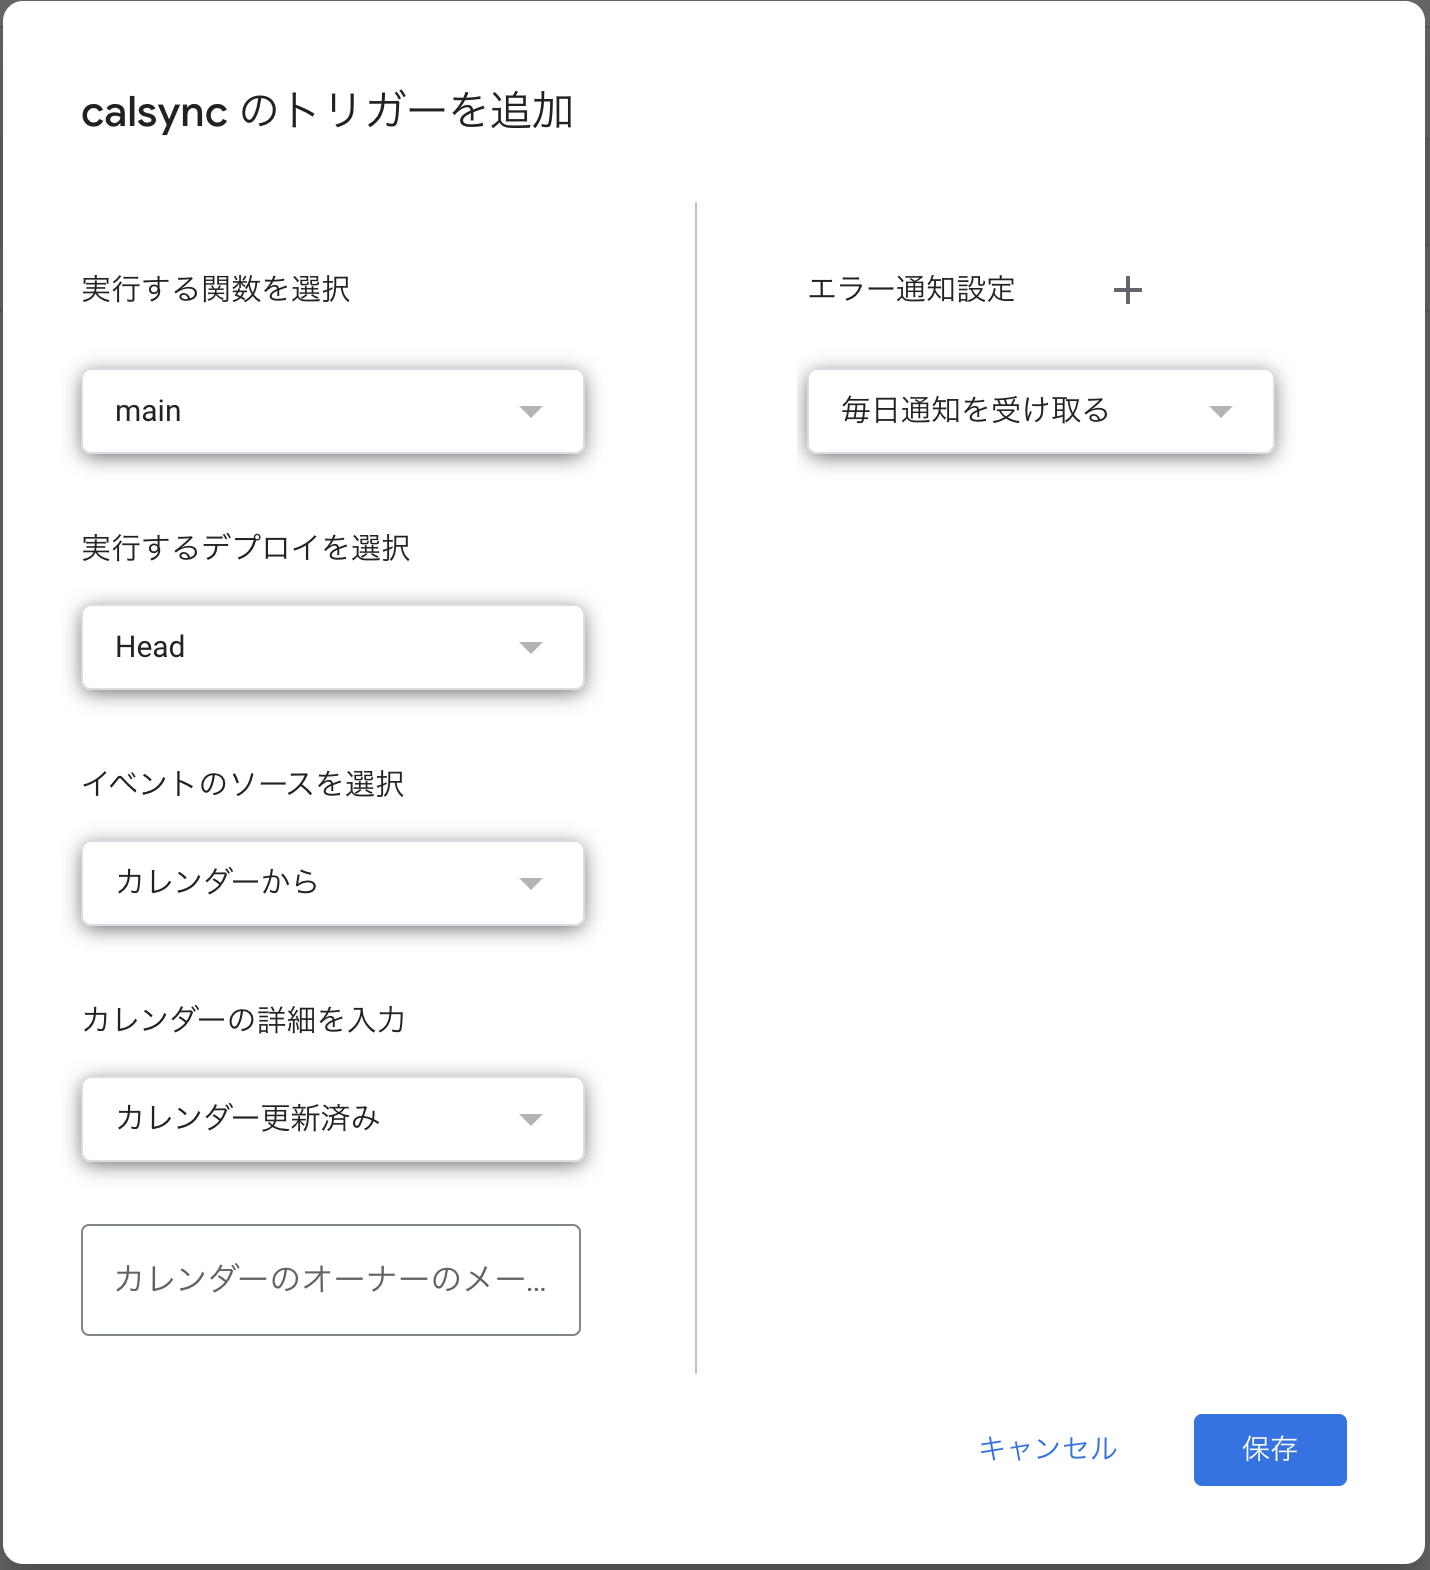 calsync のトリガーを追加
実行する関数を選択
main
実行するデプロイを選択
Head
イベントのソースを選択
カレンダーから
カレンダーの詳細を入力
カレンダー更新済み
カレンダーのオーナーのメー...
エラー通知設定
毎日通知を受け取る
キャンセル
保存